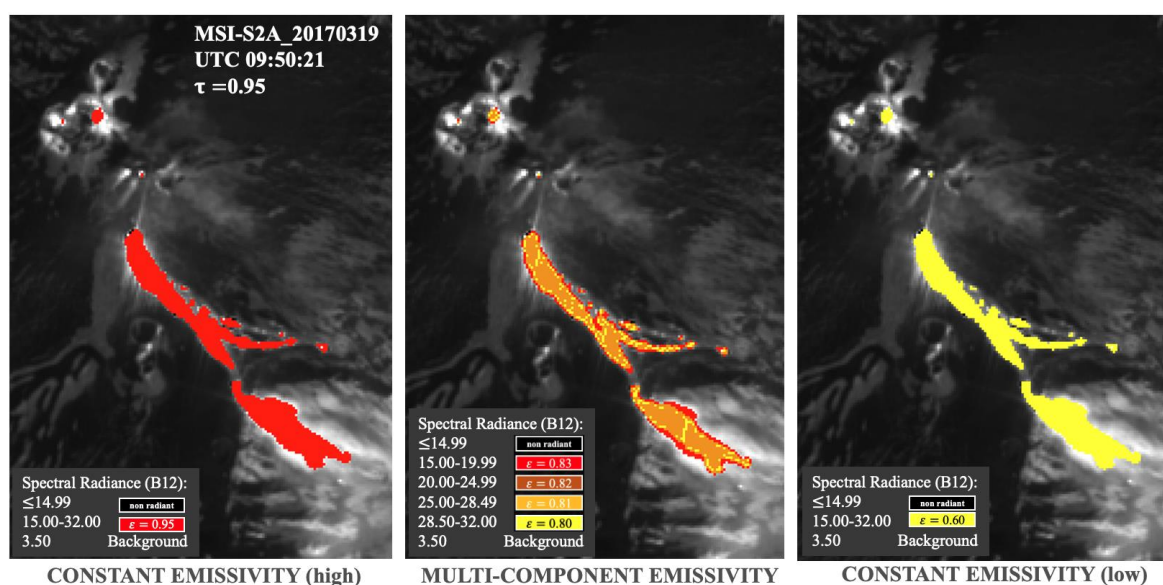 MSI-S2A_20170319
UTC 09:50:21
τ =0.95
Spectral Radiance (B12):
≤14.99 non radiant
15.00-32.00 ε = 0.95
3.50 Background
CONSTANT EMISSIVITY (high)
Spectral Radiance (B12):
≤14.99 non radiant
15.00-19.99 ε = 0.83
20.00-24.99 ε = 0.82
25.00-28.49 ε = 0.81
28.50-32.00 ε = 0.80
3.50 Background
MULTI-COMPONENT EMISSIVITY
Spectral Radiance (B12):
≤14.99 non radiant
15.00-32.00 ε = 0.60
3.50 Background
CONSTANT EMISSIVITY (low)